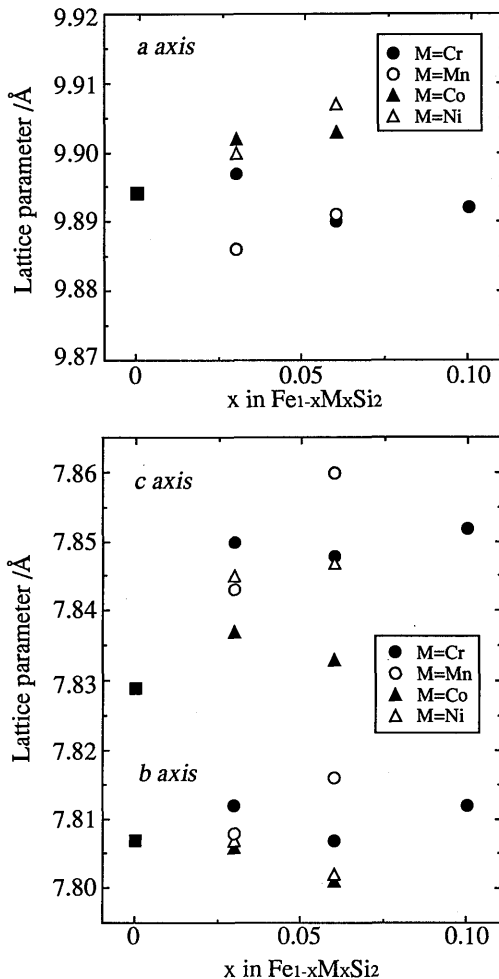 9.92
a axis
M=Cr
M=Mn
9.91
M=Co
M=Ni
9.90
9.89
9.88
9.87
Lattice parameter /Å
0
0.05
0.10
x in Fe1-xMxSi2
7.86
c axis
7.85
7.84
M=Cr
7.83
M=Mn
M=Co
7.82
M=Ni
b axis
7.81
7.80
Lattice parameter /Å
0
0.05
0.10
x in Fe1-xMxSi2